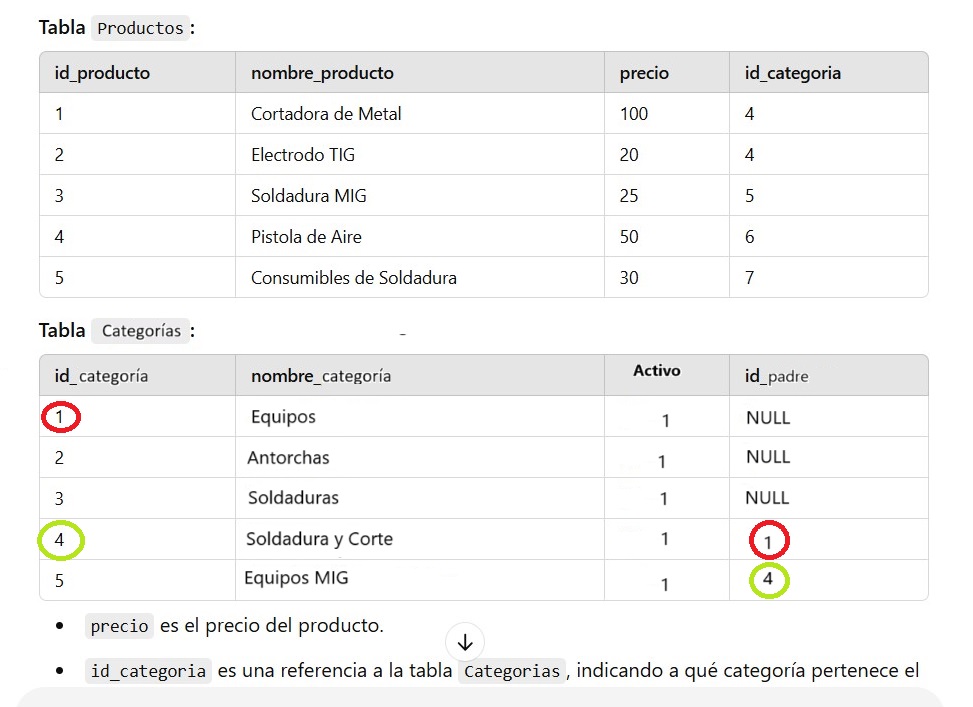 Tabla Productos :
id_producto nombre_producto precio id_categoria
1 Cortadora de Metal 100 4
2 Electrodo TIG 20 4
3 Soldadura MIG 25 5
4 Pistola de Aire 50 6
5 Consumibles de Soldadura 30 7
Tabla Categorías :
id_categoría nombre_categoría Activo id_padre
1 Equipos 1 NULL
2 Antorchas 1 NULL
3 Soldaduras 1 NULL
4 Soldadura y Corte 1 1
5 Equipos MIG 1 4
• precio es el precio del producto.
• id_categoria es una referencia a la tabla Categorias , indicando a qué categoría pertenece el